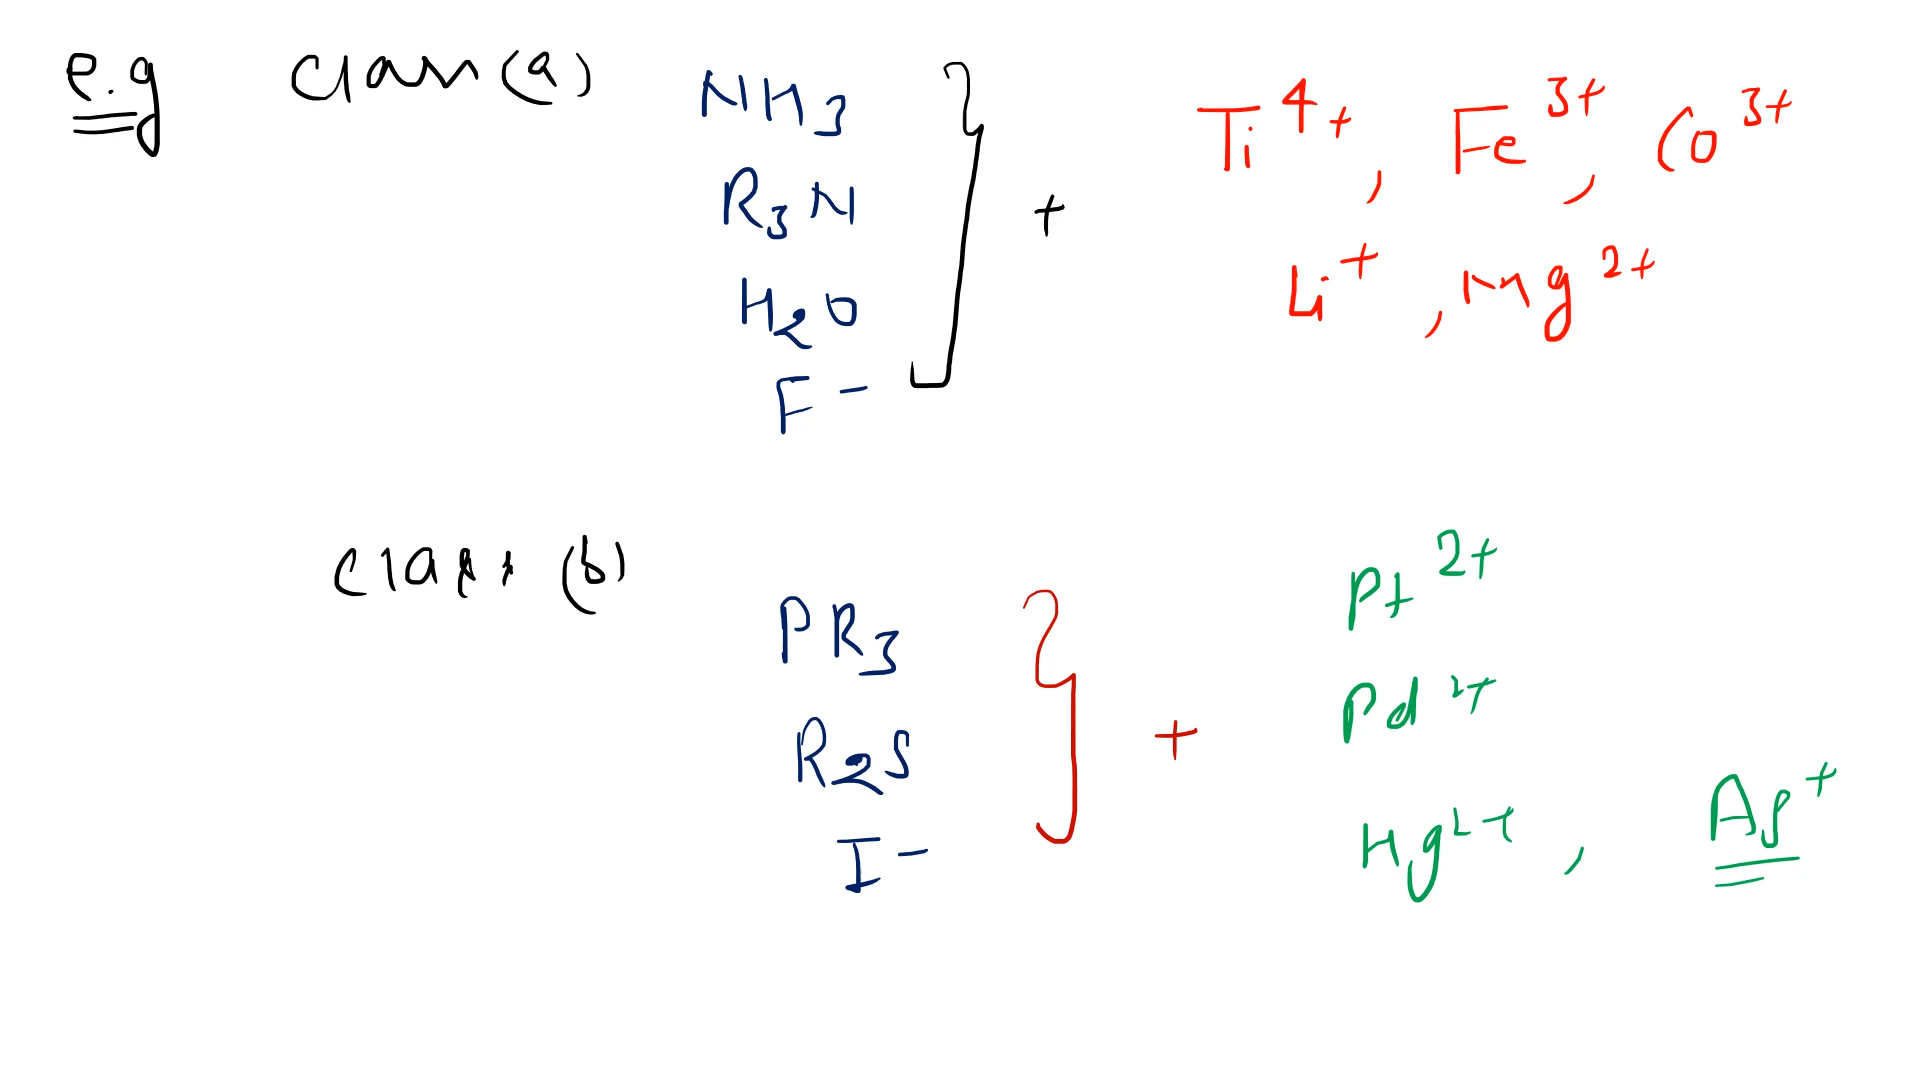 e.g class (a) NH3 } + Ti4+, Fe3+, Co3+
R3N
H2O Li+, Mg2+
F-
class (b) PR3 } + Pt2+
R2S Pd2+
I- Hg2+, Ag+